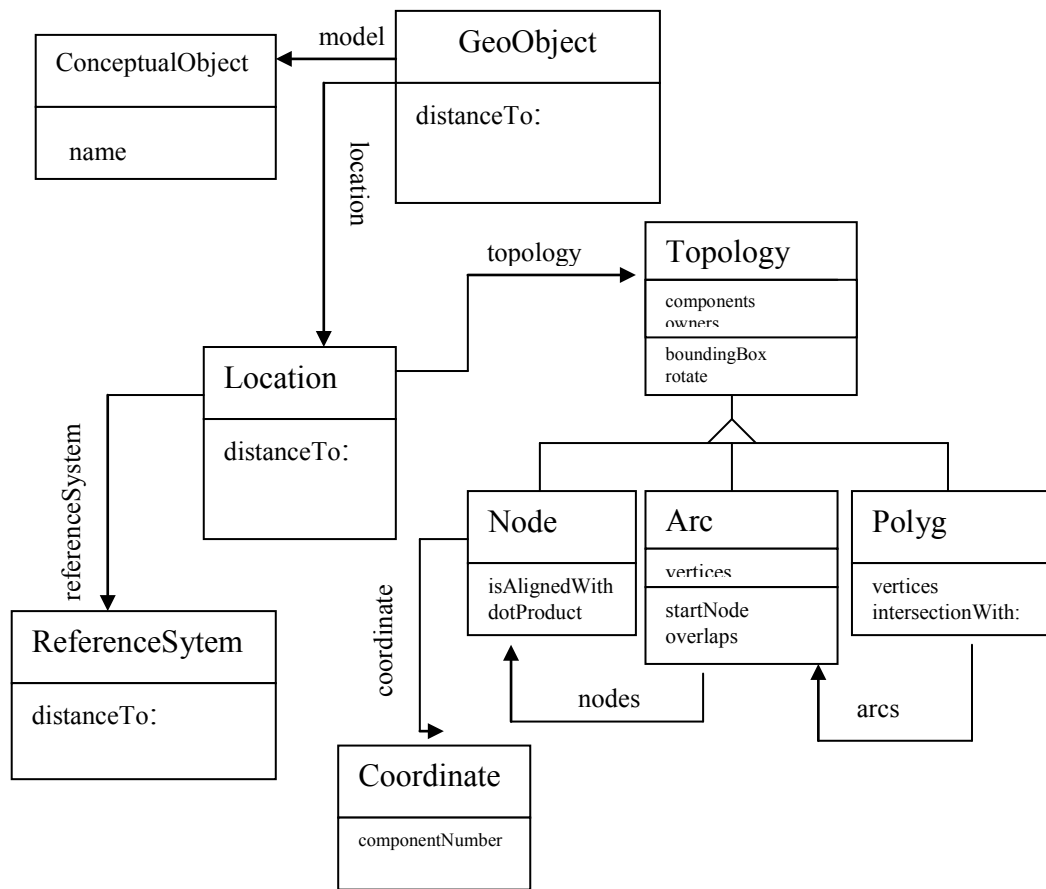 model
GeoObject
ConceptualObject
distanceTo:
name
location
Topology
topology
components
owners
boundingBox
rotate
Location
distanceTo:
referenceSystem
Node
Arc
Polyg
isAlignedWith
dotProduct
vertices
startNode
overlaps
vertices
intersectionWith:
coordinate
ReferenceSytem
distanceTo:
nodes
arcs
Coordinate
componentNumber